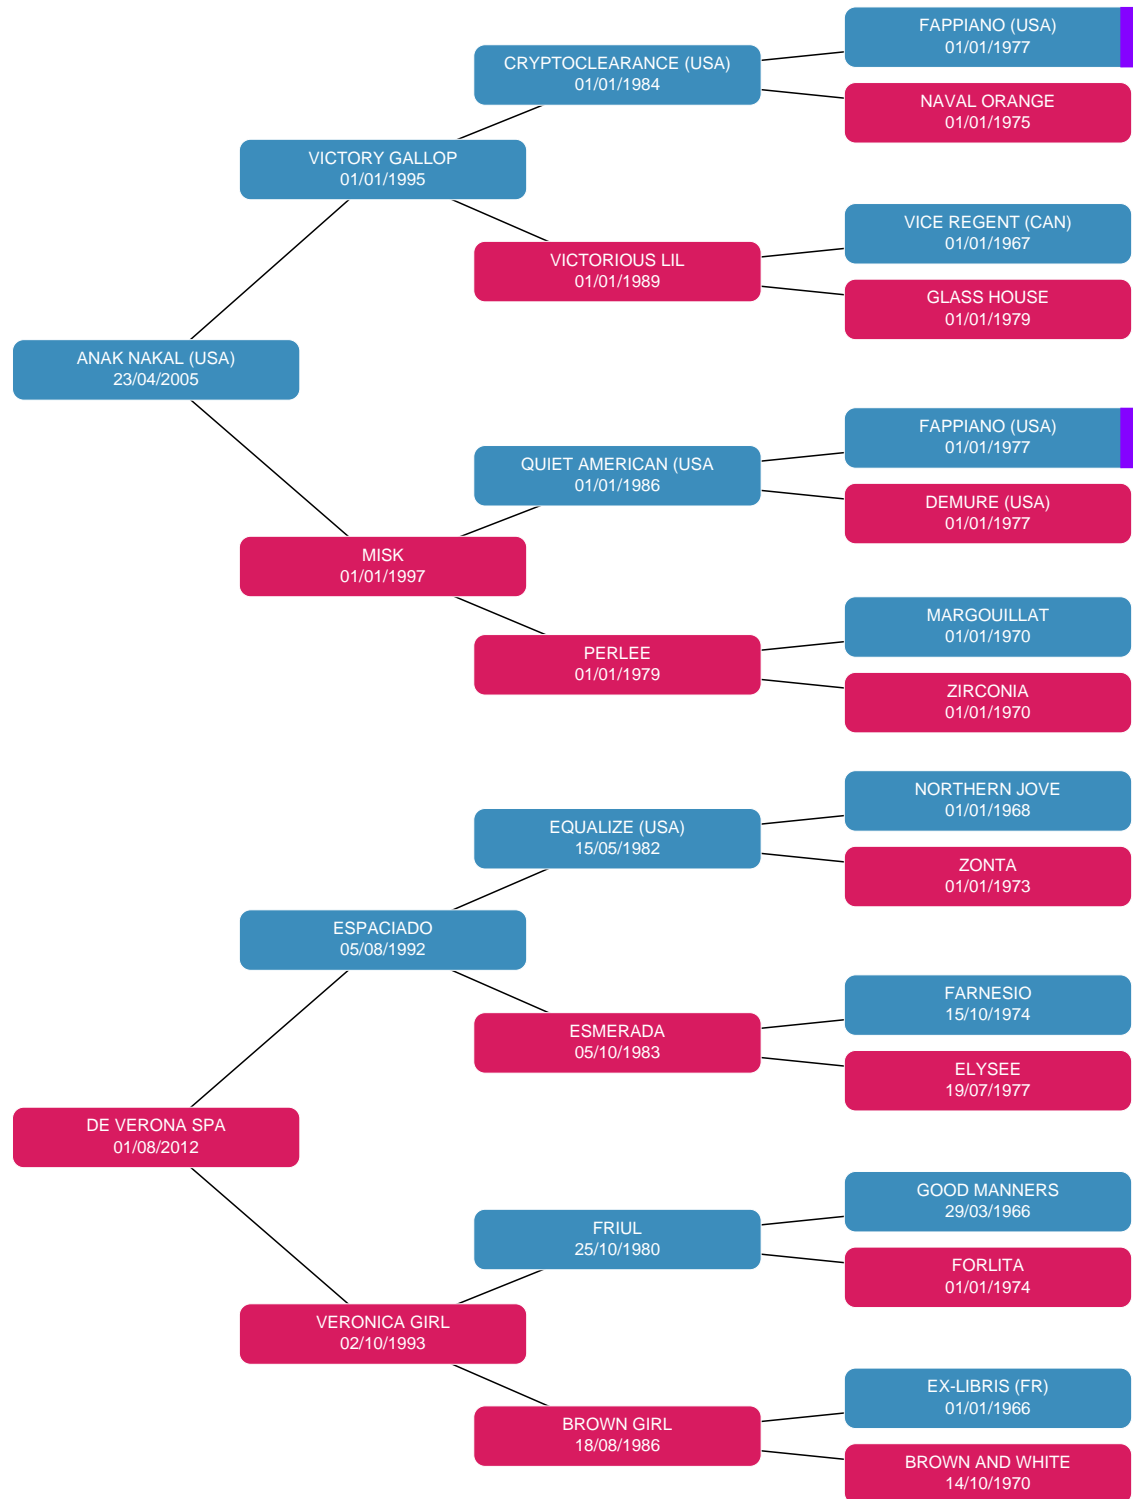 FAPPIANO (USA)
01/01/1977
CRYPTOCLEARANCE (USA)
01/01/1984
NAVAL ORANGE
01/01/1975
VICTORY GALLOP
01/01/1995
VICE REGENT (CAN)
01/01/1967
VICTORIOUS LIL
01/01/1989
GLASS HOUSE
01/01/1979
ANAK NAKAL (USA)
23/04/2005
FAPPIANO (USA)
01/01/1977
QUIET AMERICAN (USA
01/01/1986
DEMURE (USA)
01/01/1977
MISK
01/01/1997
MARGOUILLAT
01/01/1970
PERLEE
01/01/1979
ZIRCONIA
01/01/1970
NORTHERN JOVE
01/01/1968
EQUALIZE (USA)
15/05/1982
ZONTA
01/01/1973
ESPACIADO
05/08/1992
FARNESIO
15/10/1974
ESMERADA
05/10/1983
ELYSEE
19/07/1977
DE VERONA SPA
01/08/2012
GOOD MANNERS
29/03/1966
FRIUL
25/10/1980
FORLITA
01/01/1974
VERONICA GIRL
02/10/1993
EX-LIBRIS (FR)
01/01/1966
BROWN GIRL
18/08/1986
BROWN AND WHITE
14/10/1970